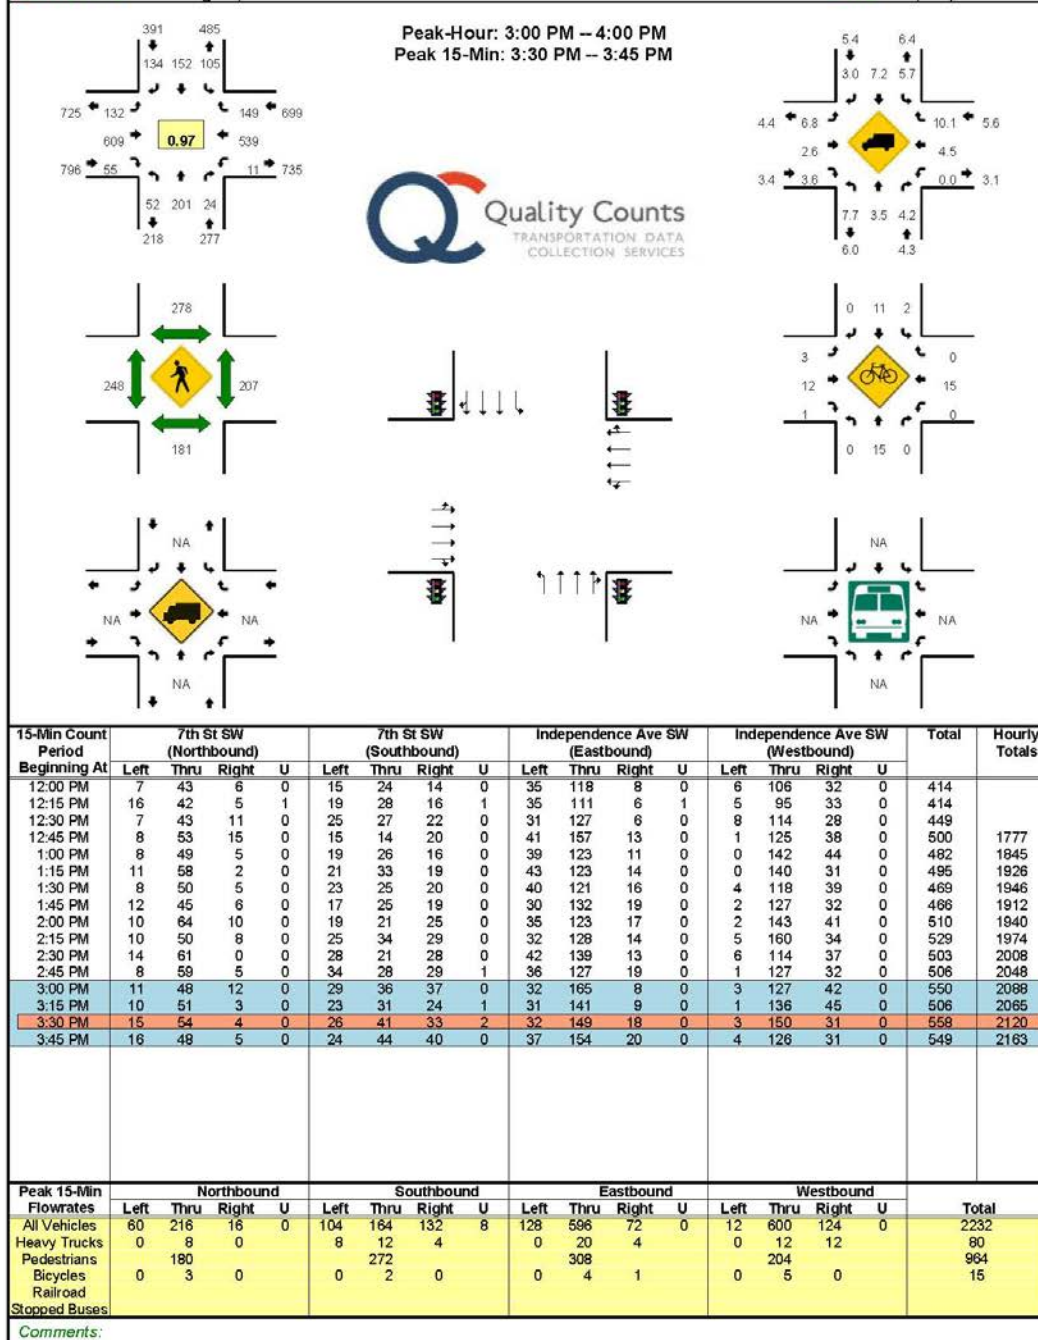 Peak-Hour: 3:00 PM -- 4:00 PM
Peak 15-Min: 3:30 PM -- 3:45 PM
391 485
134 152 105
725 132 149 699
609 0.97 539
796 55 11 735
52 201 24
218 277
5.4 6.4
3.0 7.2 5.7
4.4 6.8 10.1 5.6
2.6 4.5
3.4 3.6 0.0 3.1
7.7 3.5 4.2
6.0 4.3
QC Quality Counts
TRANSPORTATION DATA
COLLECTION SERVICES
278
248 207
181
0 11 2
3 0
12 15
1 0
0 15 0
NA
NA NA
NA
NA
NA NA
NA
15-Min Count 7th St SW 7th St SW Independence Ave SW Independence Ave SW Total Hourly
Period (Northbound) (Southbound) (Eastbound) (Westbound) Totals
Beginning At Left Thru Right U Left Thru Right U Left Thru Right U Left Thru Right U
12:00 PM 7 43 6 0 15 24 14 0 35 118 8 0 6 106 32 0 414
12:15 PM 16 42 5 1 19 28 16 1 35 111 6 1 5 95 33 0 414
12:30 PM 7 43 11 0 25 27 22 0 31 127 6 0 8 114 28 0 449
12:45 PM 8 53 15 0 15 14 20 0 41 157 13 0 1 125 38 0 500 1777
1:00 PM 8 49 5 0 19 26 16 0 39 123 11 0 0 142 44 0 482 1845
1:15 PM 11 58 2 0 21 33 19 0 43 123 14 0 0 140 31 0 495 1926
1:30 PM 8 50 5 0 23 25 20 0 40 121 16 0 4 118 39 0 469 1946
1:45 PM 12 45 6 0 17 25 19 0 30 132 19 0 2 127 32 0 466 1912
2:00 PM 10 64 10 0 19 21 25 0 35 123 17 0 2 143 41 0 510 1940
2:15 PM 10 50 8 0 25 34 29 0 32 128 14 0 5 160 34 0 529 1974
2:30 PM 14 61 0 0 28 21 28 0 42 139 13 0 6 114 37 0 503 2008
2:45 PM 8 59 5 0 34 28 29 1 36 127 19 0 1 127 32 0 506 2048
3:00 PM 11 48 12 0 29 36 37 0 32 165 8 0 3 127 42 0 550 2088
3:15 PM 10 51 3 0 23 31 24 1 31 141 9 0 1 136 45 0 506 2065
3:30 PM 15 54 4 0 26 41 33 2 32 149 18 0 3 150 31 0 558 2120
3:45 PM 16 48 5 0 24 44 40 0 37 154 20 0 4 126 31 0 549 2163
Peak 15-Min Northbound Southbound Eastbound Westbound
Flowrates Left Thru Right U Left Thru Right U Left Thru Right U Left Thru Right U Total
All Vehicles 60 216 16 0 104 164 132 8 128 596 72 0 12 600 124 0 2232
Heavy Trucks 0 8 0 8 12 4 0 20 4 0 12 12 80
Pedestrians 180 272 308 204 964
Bicycles 0 3 0 0 2 0 0 4 1 0 5 0 15
Railroad
Stopped Buses
Comments: